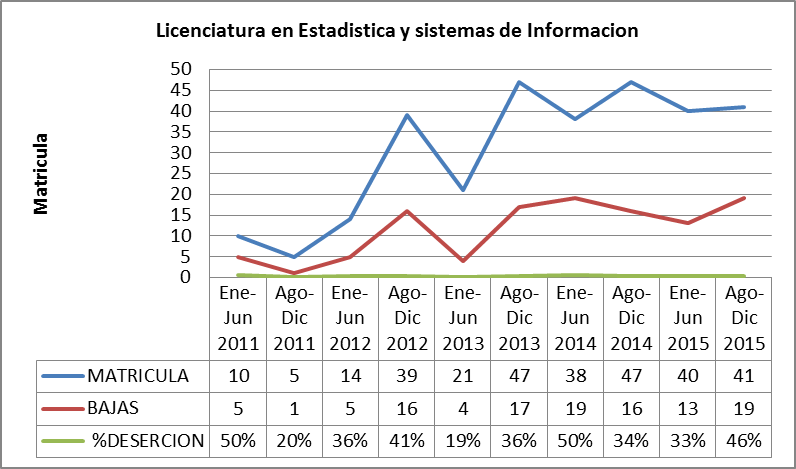 Licenciatura en Estadistica y sistemas de Informacion
Matricula
50
45
40
35
30
25
20
15
10
5
0
Ene- Ago- Ene- Ago- Ene- Ago- Ene- Ago- Ene- Ago-
Jun Dic Jun Dic Jun Dic Jun Dic Jun Dic
2011 2011 2012 2012 2013 2013 2014 2014 2015 2015
MATRICULA 10 5 14 39 21 47 38 47 40 41
BAJAS 5 1 5 16 4 17 19 16 13 19
%DESERCION 50% 20% 36% 41% 19% 36% 50% 34% 33% 46%